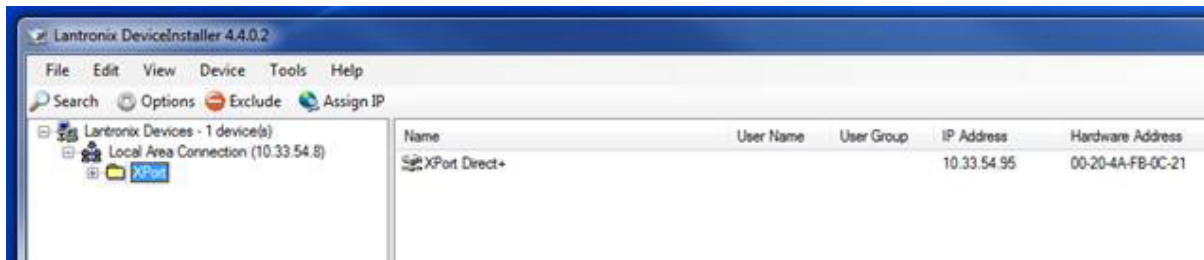 Lantronix DeviceInstaller 4.4.0.2
File Edit View Device Tools Help
Search Options Exclude Assign IP
Lantronix Devices - 1 device(s)
Local Area Connection (10.33.54.8)
XPort
Name User Name User Group IP Address Hardware Address
XPort Direct+ 10.33.54.95 00-20-4A-FB-0C-21